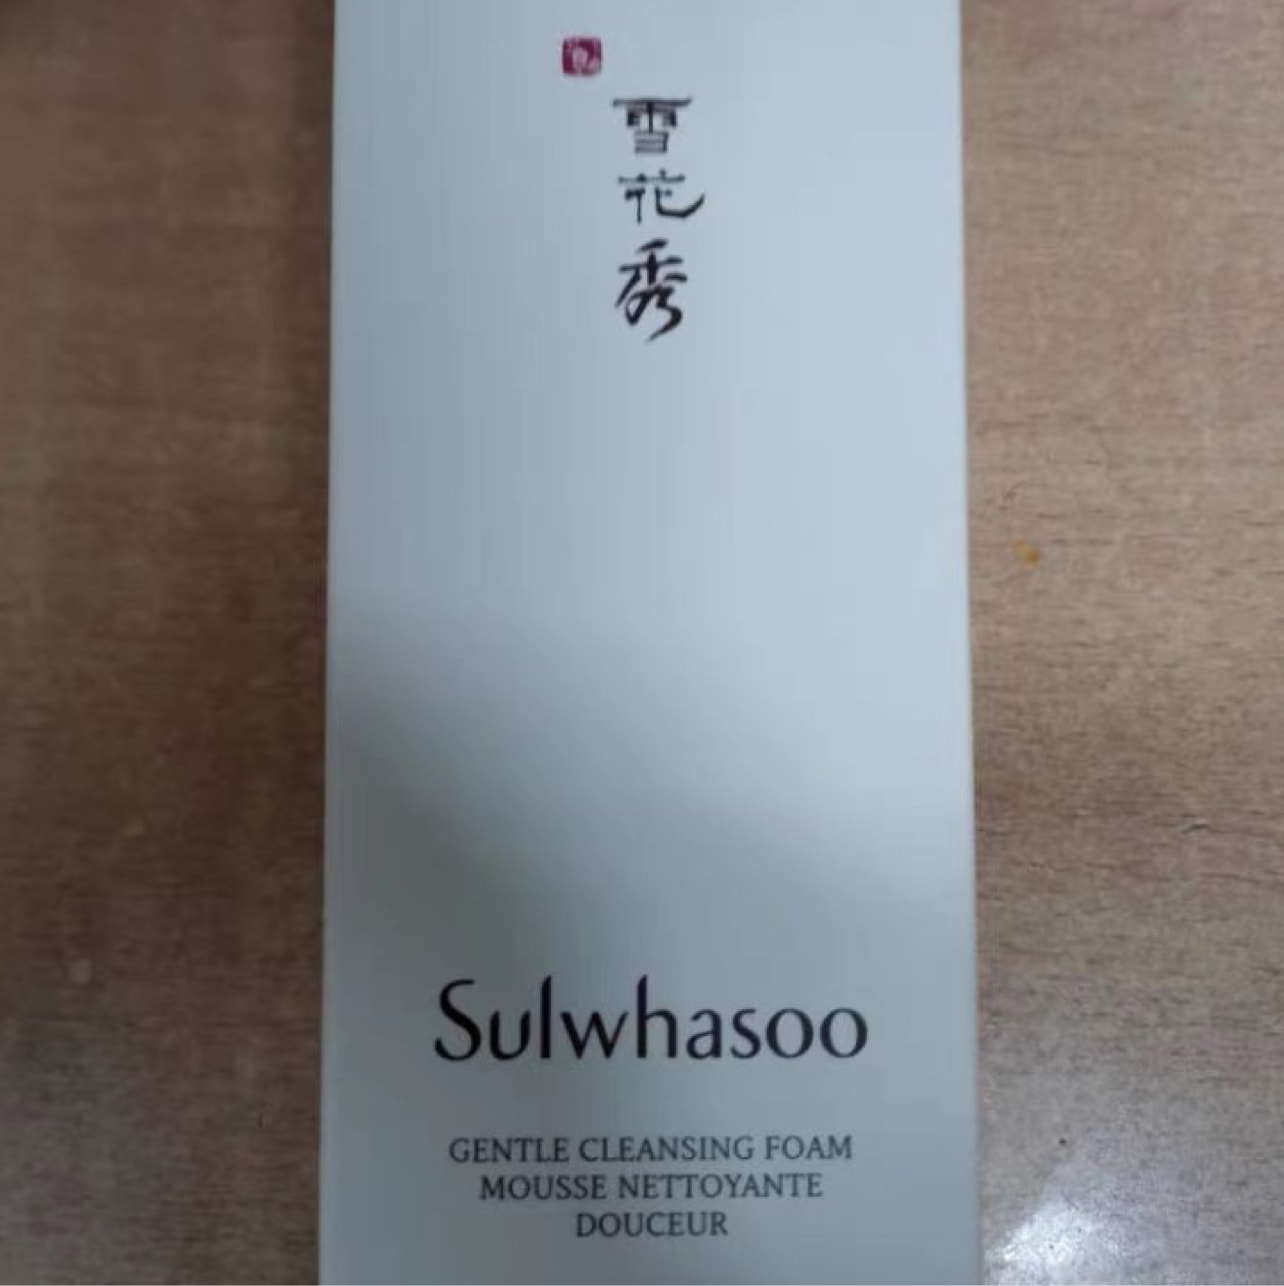 雪
花
秀
Sulwhasoo
GENTLE CLEANSING FOAM
MOUSSE NETTOYANTE
DOUCEUR